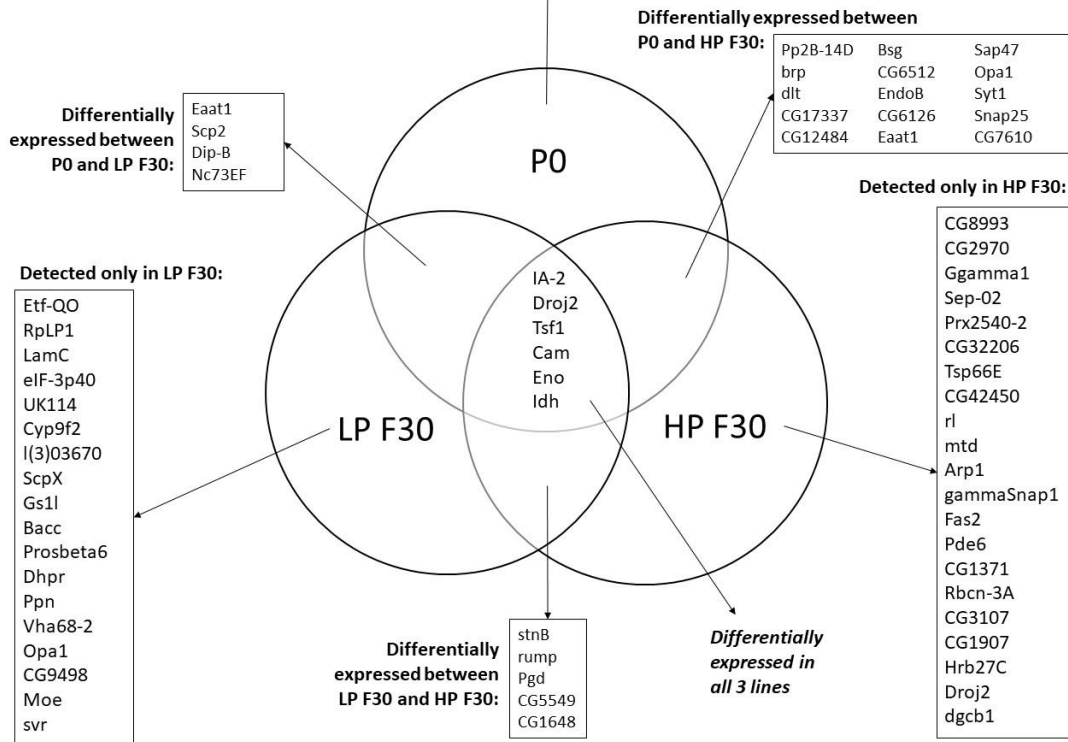 Differentially expressed between
P0 and HP F30:
Pp2B-14D Bsg Sap47
brp CG6512 Opa1
dlt EndoB Syt1
CG17337 CG6126 Snap25
CG12484 Eaat1 CG7610
Differentially
expressed between
P0 and LP F30:
Eaat1
Scp2
Dip-B
Nc73EF
P0
Detected only in HP F30:
CG8993
CG2970
Ggamma1
Sep-02
Prx2540-2
CG32206
Tsp66E
CG42450
rl
mtd
Arp1
gammaSnap1
Fas2
Pde6
CG1371
Rbcn-3A
CG3107
CG1907
Hrb27C
Droj2
dgcb1
Detected only in LP F30:
Etf-QO
RpLP1
LamC
eIF-3p40
UK114
Cyp9f2
l(3)03670
ScpX
Gs1l
Bacc
Prosbeta6
Dhpr
Ppn
Vha68-2
Opa1
CG9498
Moe
svr
IA-2
Droj2
Tsf1
Cam
Eno
Idh
LP F30
HP F30
Differentially
expressed between
LP F30 and HP F30:
stnB
rump
Pgd
CG5549
CG1648
Differentially
expressed in
all 3 lines